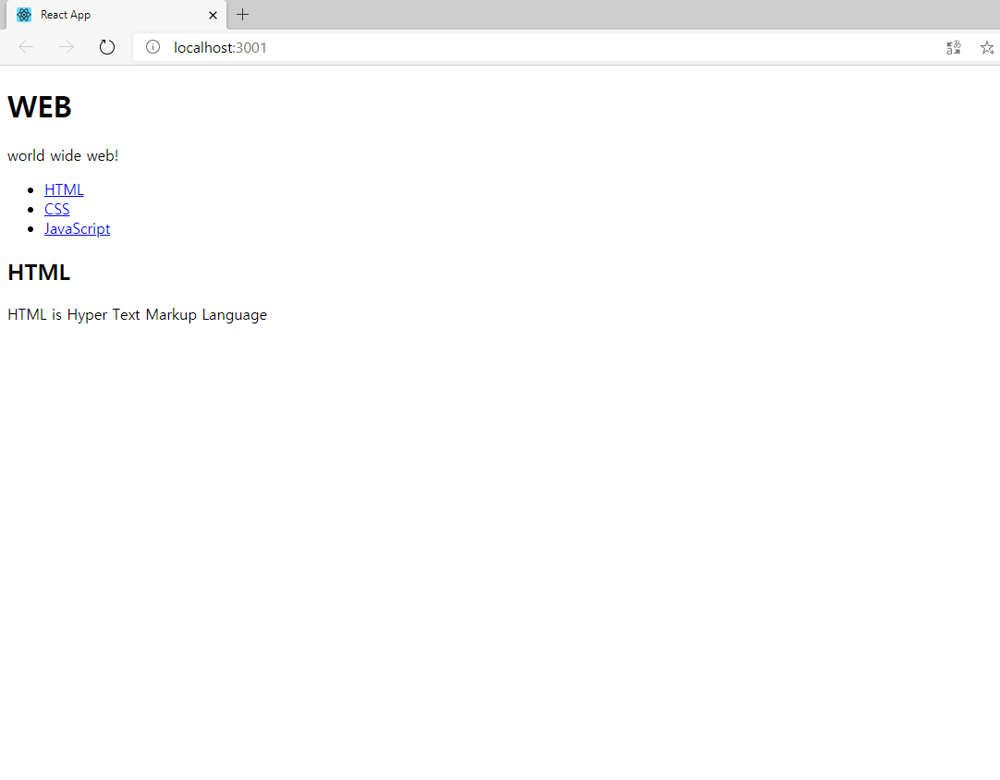 React App
localhost:3001
WEB
world wide web!
HTML
CSS
JavaScript
HTML
HTML is Hyper Text Markup Language